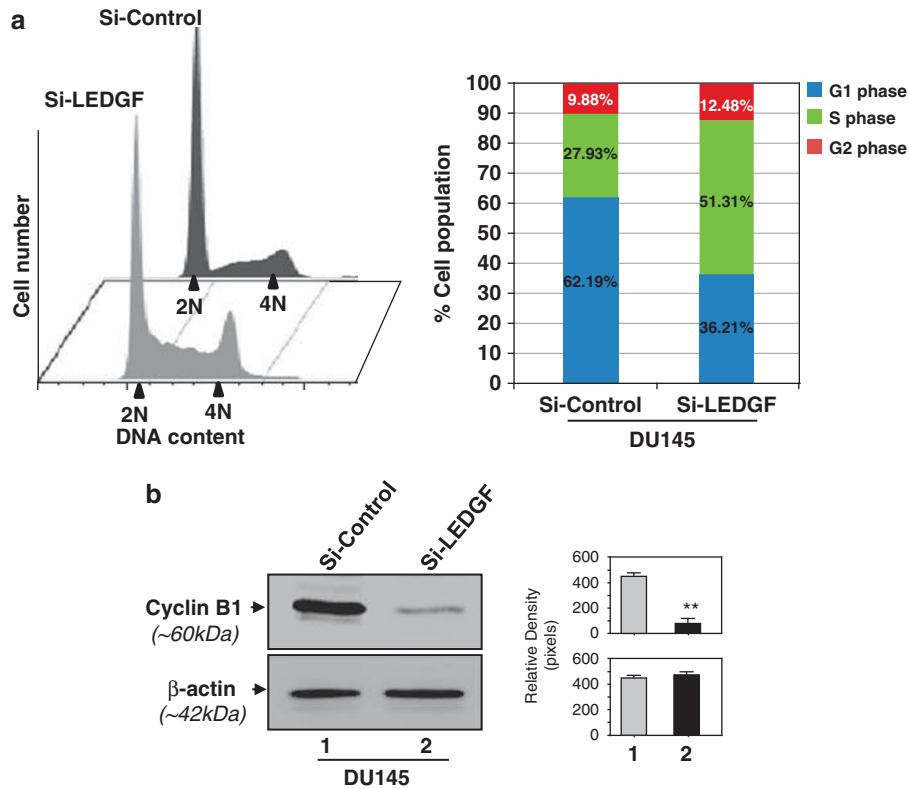 a
Si-Control
Si-LEDGF
Cell number
2N
4N
2N
4N
DNA content
% Cell population
100
90
80
70
60
50
40
30
20
10
0
9.88%
27.93%
62.19%
12.48%
51.31%
36.21%
Si-Control
Si-LEDGF
DU145
G1 phase
S phase
G2 phase
b
Si-Control
Si-LEDGF
Cyclin B1
(~60kDa)
β-actin
(~42kDa)
1
2
DU145
Relative Density
(pixels)
600
400
200
0
**
600
400
200
0
1
2